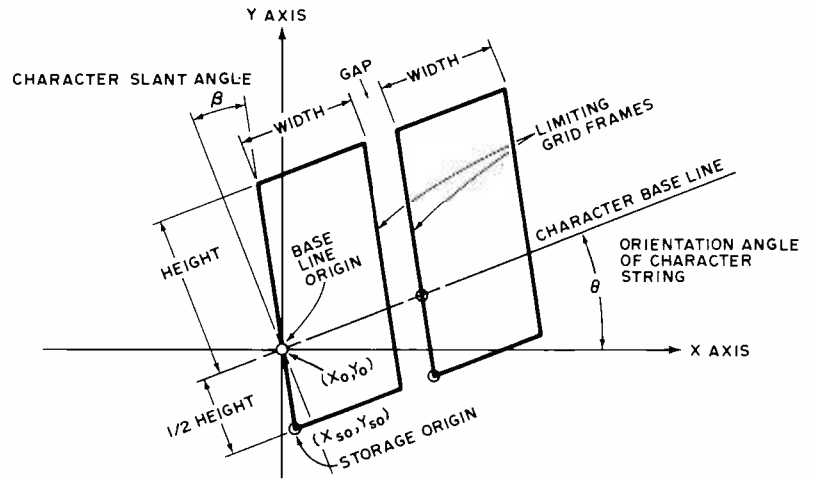 Y AXIS
CHARACTER SLANT ANGLE
β
GAP
WIDTH
WIDTH
LIMITING
GRID FRAMES
CHARACTER BASE LINE
HEIGHT
BASE
LINE
ORIGIN
ORIENTATION ANGLE
OF CHARACTER
STRING
θ
X AXIS
(X0,Y0)
1/2 HEIGHT
(XSO,YSO)
STORAGE ORIGIN